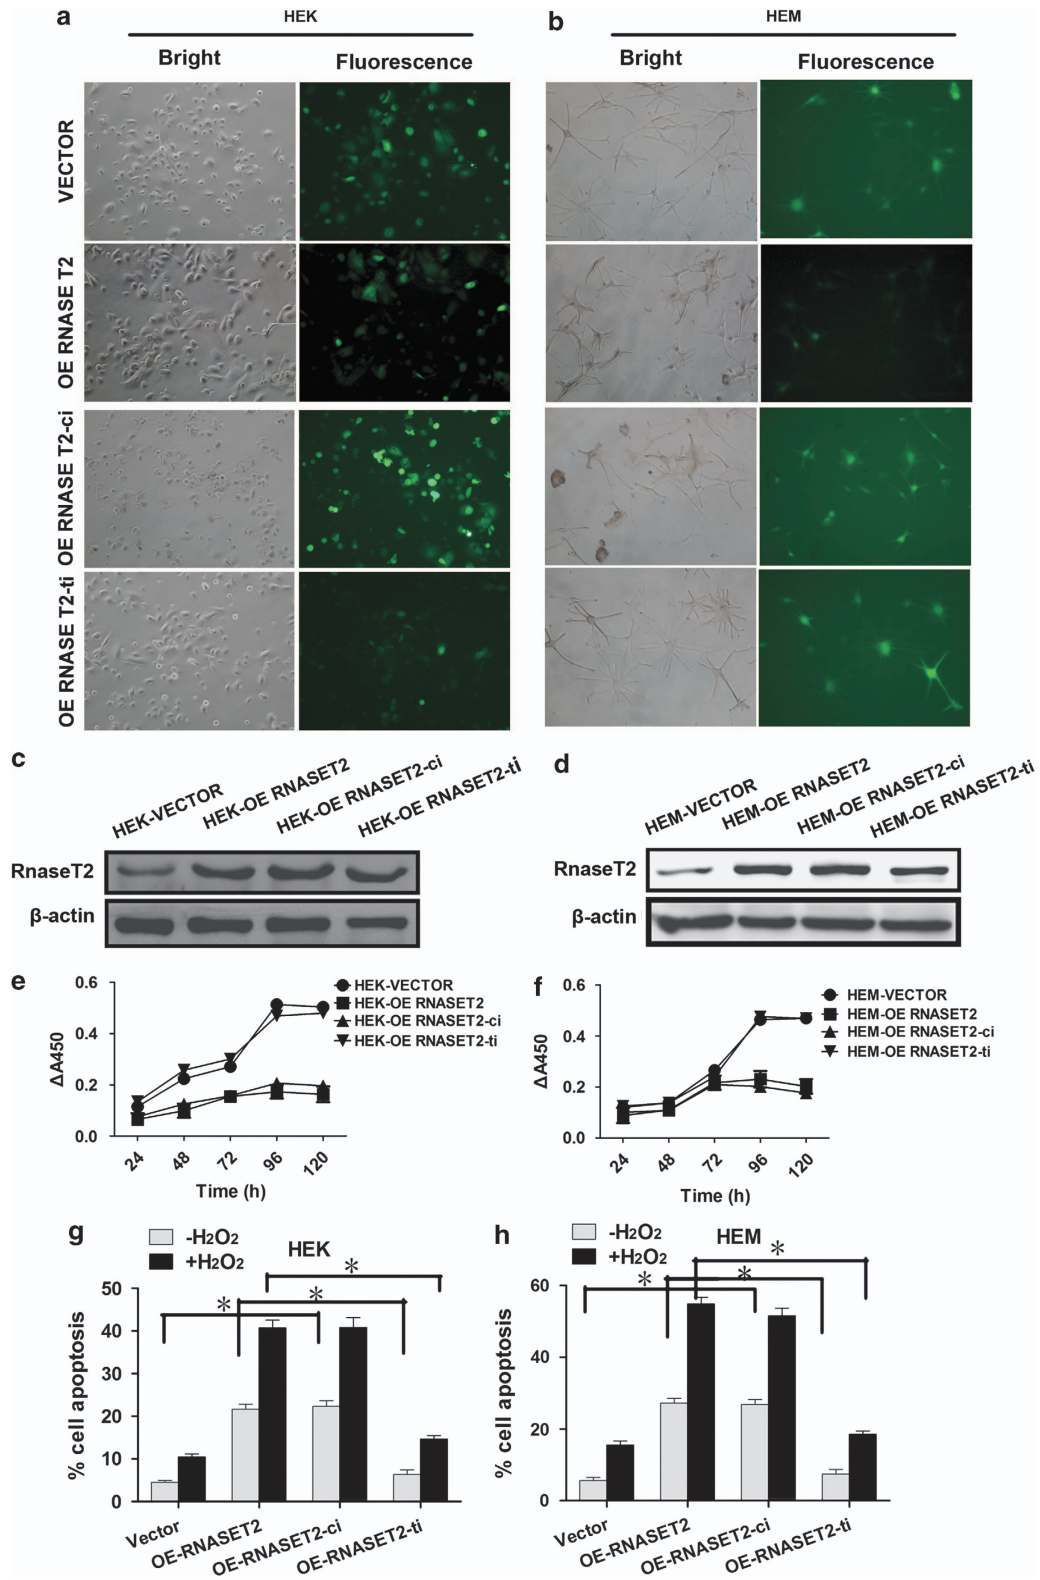 a
HEK
Bright
Fluorescence
b
HEM
Bright
Fluorescence
VECTOR
OE RNASE T2
OE RNASE T2-ci
OE RNASE T2-ti
c
HEK-VECTOR
HEK-OE RNASET2
HEK-OE RNASET2-ci
HEK-OE RNASET2-ti
RnaseT2
β-actin
d
HEM-VECTOR
HEM-OE RNASET2
HEM-OE RNASET2-ci
HEM-OE RNASET2-ti
RnaseT2
β-actin
e
ΔA450
0.6
0.4
0.2
0.0
24 48 72 96 120
Time (h)
HEK-VECTOR
HEK-OE RNASET2
HEK-OE RNASET2-ci
HEK-OE RNASET2-ti
f
ΔA450
0.6
0.4
0.2
0.0
24 48 72 96 120
Time (h)
HEM-VECTOR
HEM-OE RNASET2
HEM-OE RNASET2-ci
HEM-OE RNASET2-ti
g
-H2O2
+H2O2
HEK
% cell apoptosis
50
40
30
20
10
0
* * *
Vector
OE-RNASET2
OE-RNASET2-ci
OE-RNASET2-ti
h
-H2O2
+H2O2
HEM
% cell apoptosis
60
40
20
0
* * *
Vector
OE-RNASET2
OE-RNASET2-ci
OE-RNASET2-ti